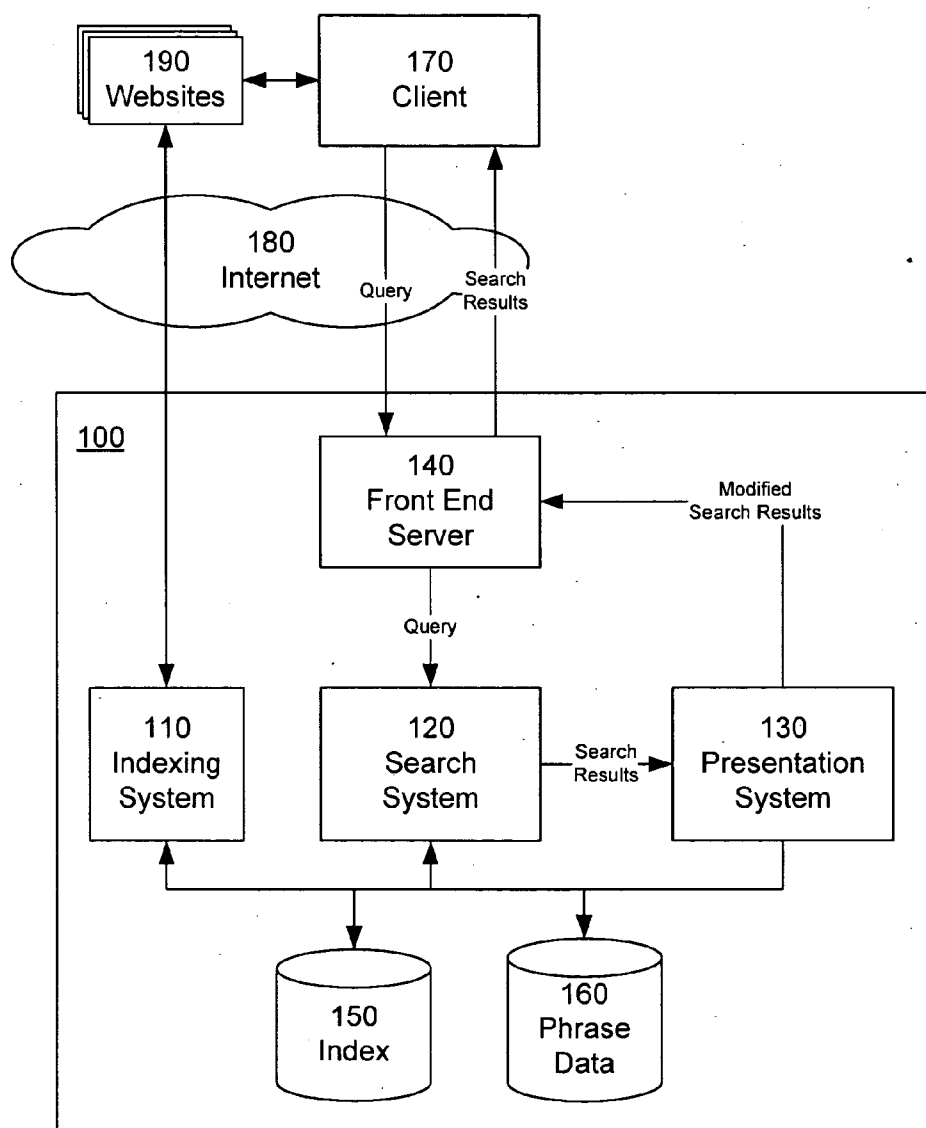 190
Websites
170
Client
180
Internet
Query
Search
Results
100
140
Front End
Server
Modified
Search Results
Query
110
Indexing
System
120
Search
System
Search
Results
130
Presentation
System
150
Index
160
Phrase
Data